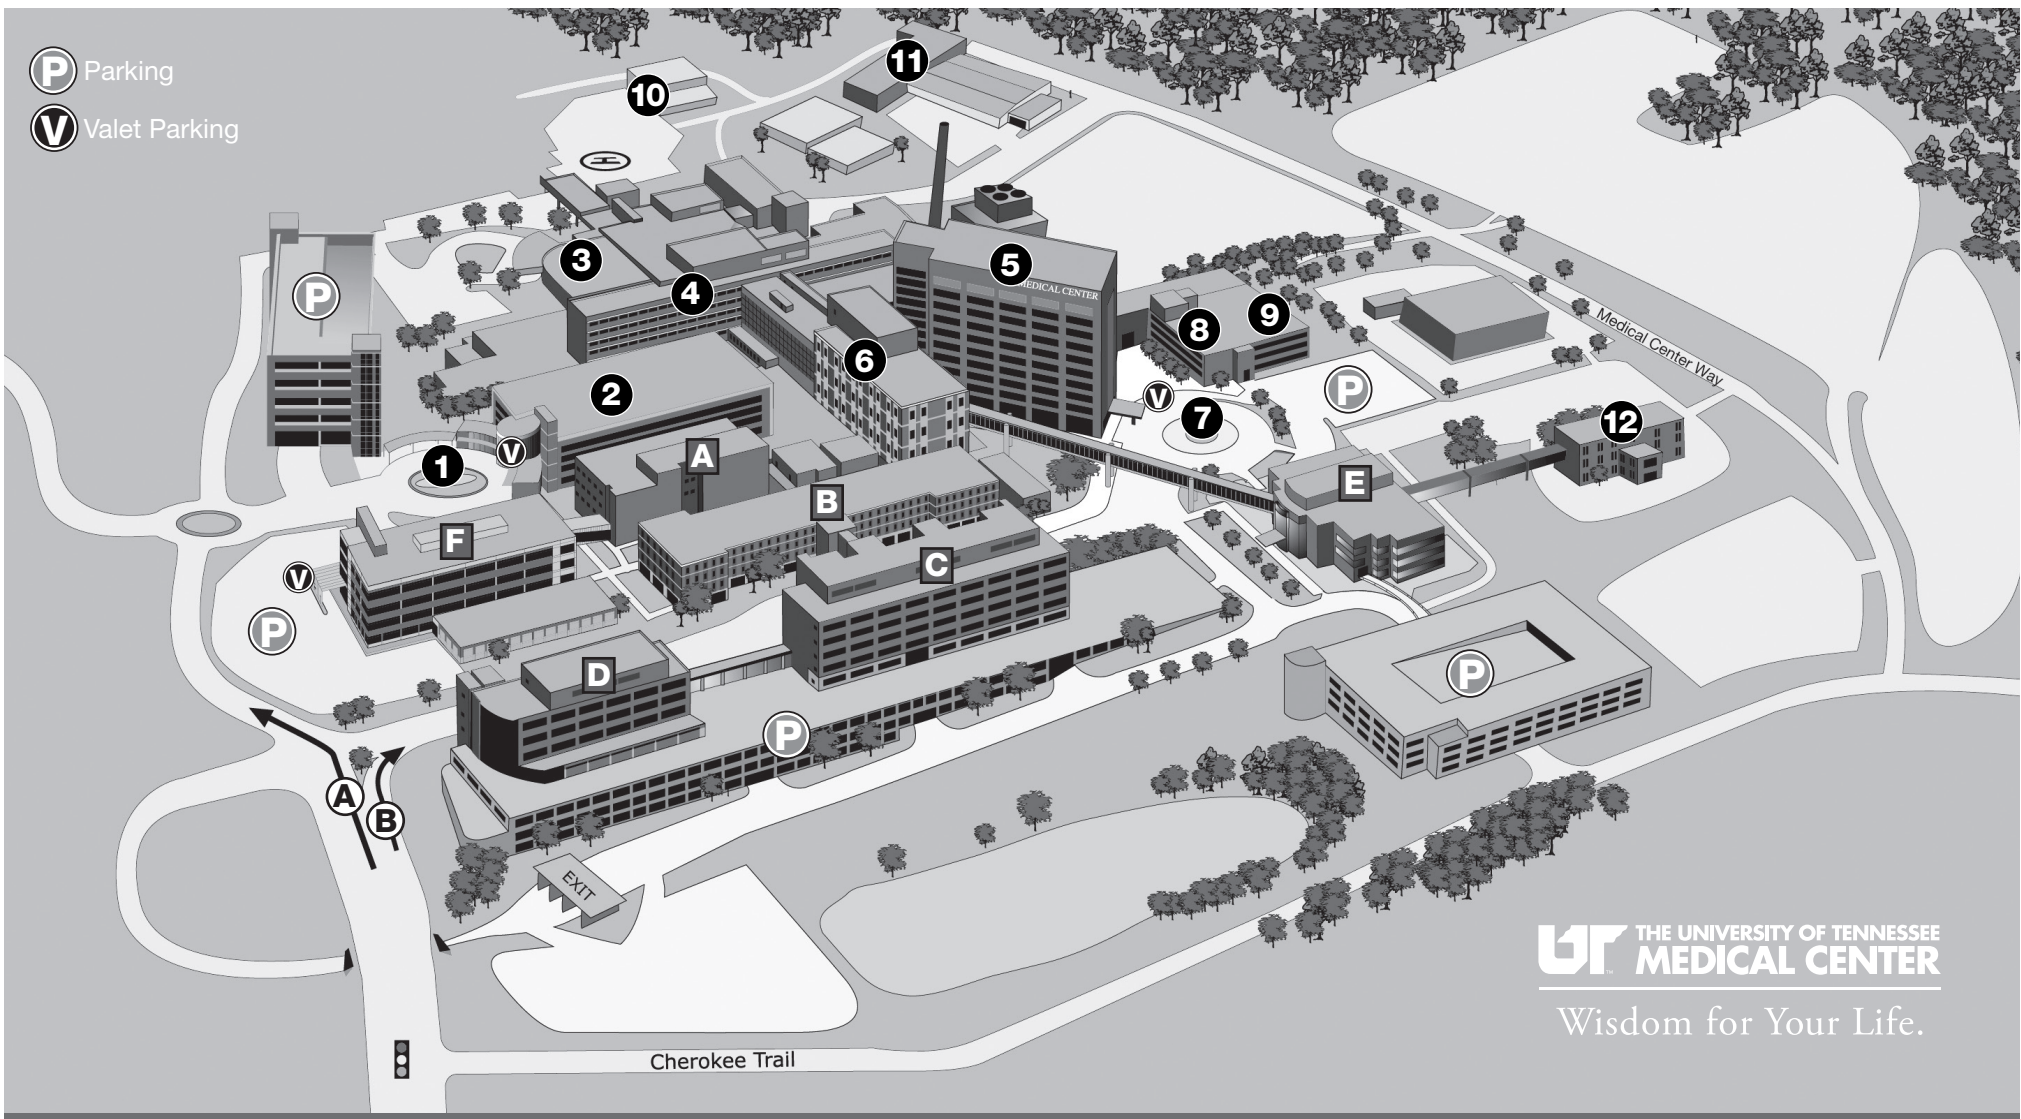 P Parking
V Valet Parking
11
10
H
3
5
MEDICAL CENTER
4
P
8
9
Medical Center Way
6
P
2
V
7
12
A
V
1
E
B
F
C
V
P
D
P
P
A
B
EXIT
UT THE UNIVERSITY OF TENNESSEE
MEDICAL CENTER
Wisdom for Your Life.
Cherokee Trail